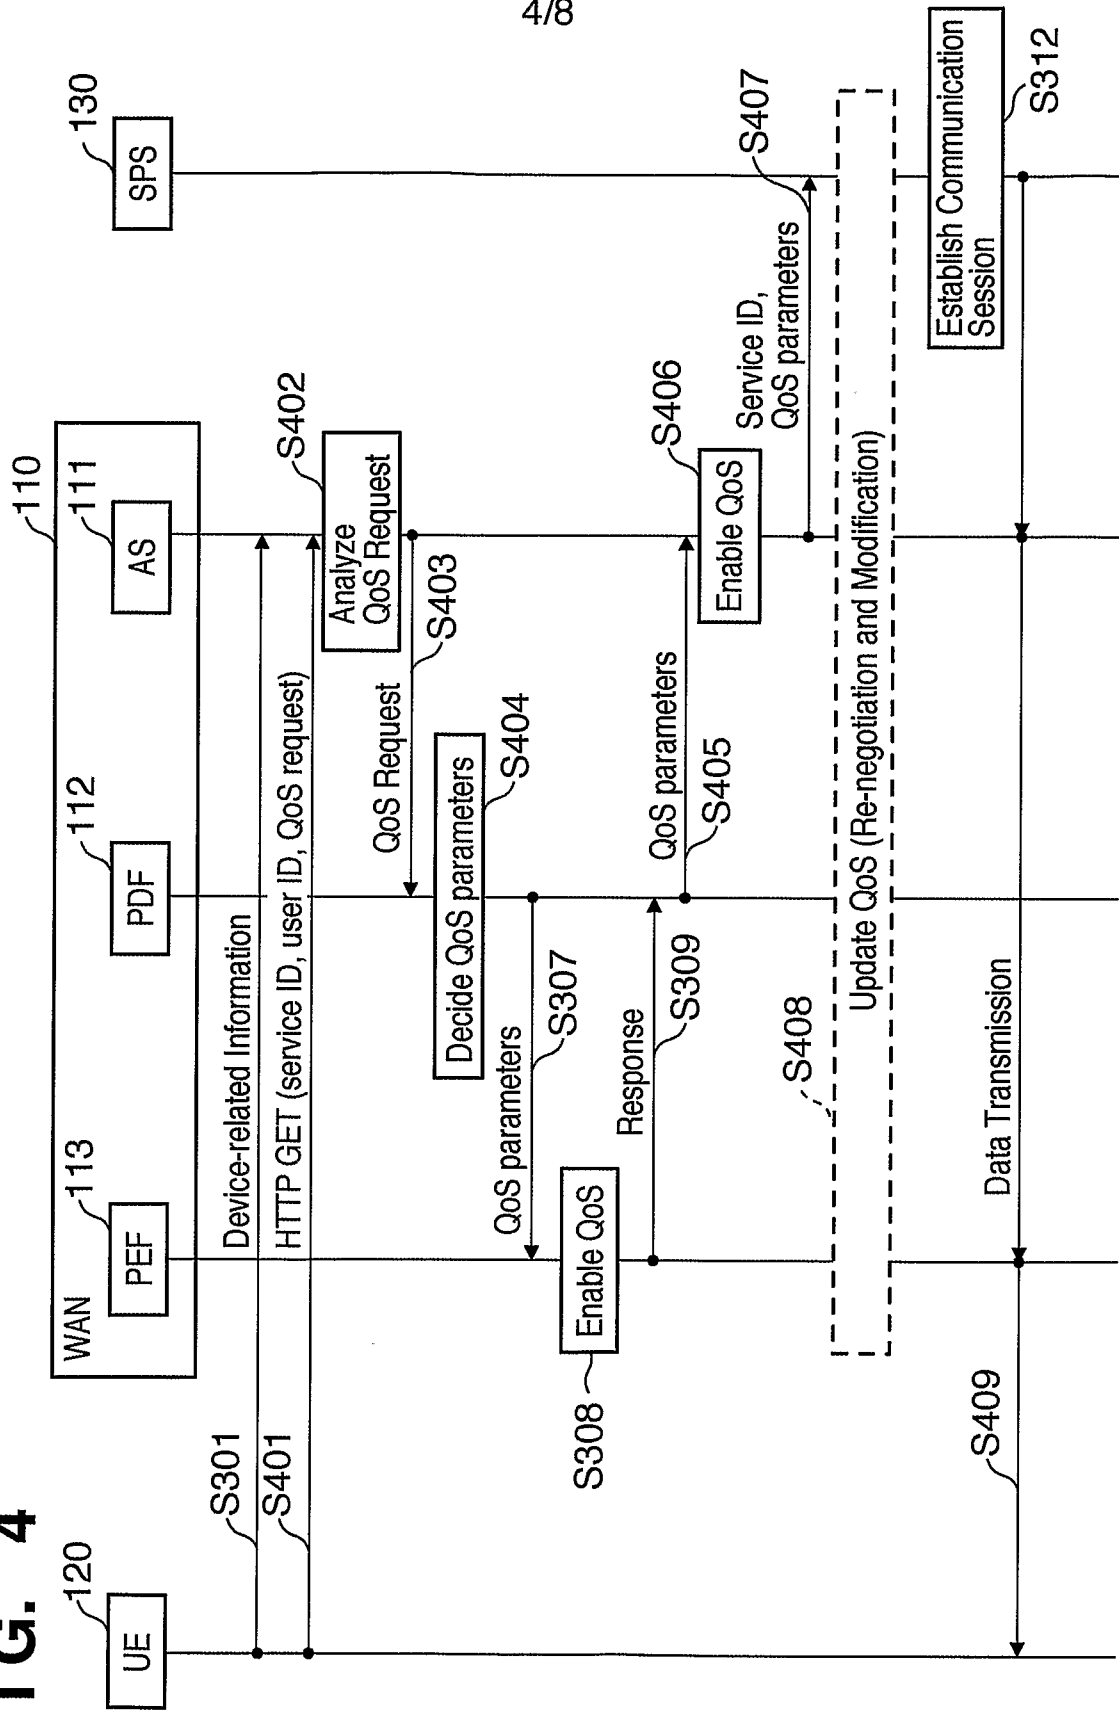 4/8
FIG. 4
120
UE
110
WAN
113
PEF
112
PDF
111
AS
130
SPS
S301
Device-related Information
S401
HTTP GET (service ID, user ID, QoS request)
S402
Analyze
QoS Request
QoS Request
S403
Decide QoS parameters
S404
QoS parameters
S307
S308
Enable QoS
Response
S309
QoS parameters
S405
S406
Enable QoS
Service ID,
QoS parameters
S407
S408
Update QoS (Re-negotiation and Modification)
Establish Communication
Session
S312
Data Transmission
S409